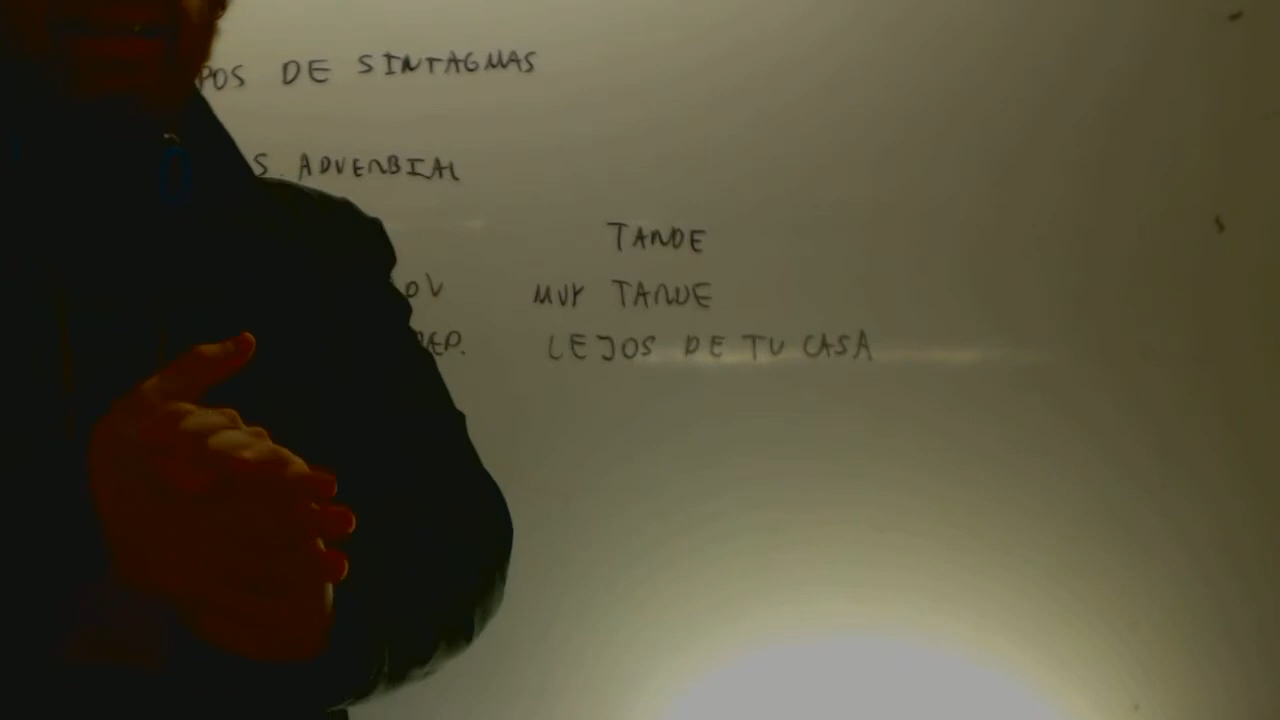 POS DE SINTAGMAS
S. ADVERBIAL
TARDE
MUY TARDE
LEJOS DE TU CASA